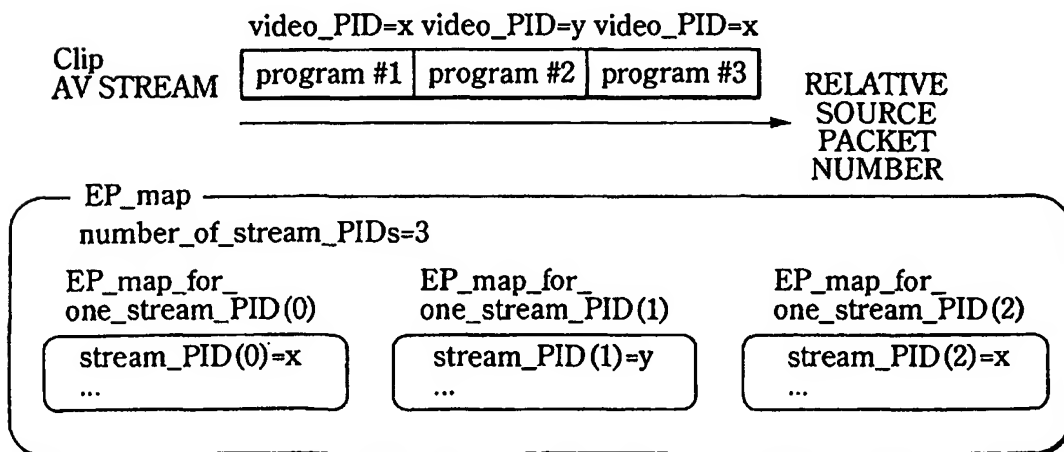 video_PID=x video_PID=y video_PID=x
Clip
AV STREAM
program #1 program #2 program #3
RELATIVE
SOURCE
PACKET
NUMBER
EP_map
number_of_stream_PIDs=3
EP_map_for_
one_stream_PID(0)
stream_PID(0)=x
...
EP_map_for_
one_stream_PID(1)
stream_PID(1)=y
...
EP_map_for_
one_stream_PID(2)
stream_PID(2)=x
...